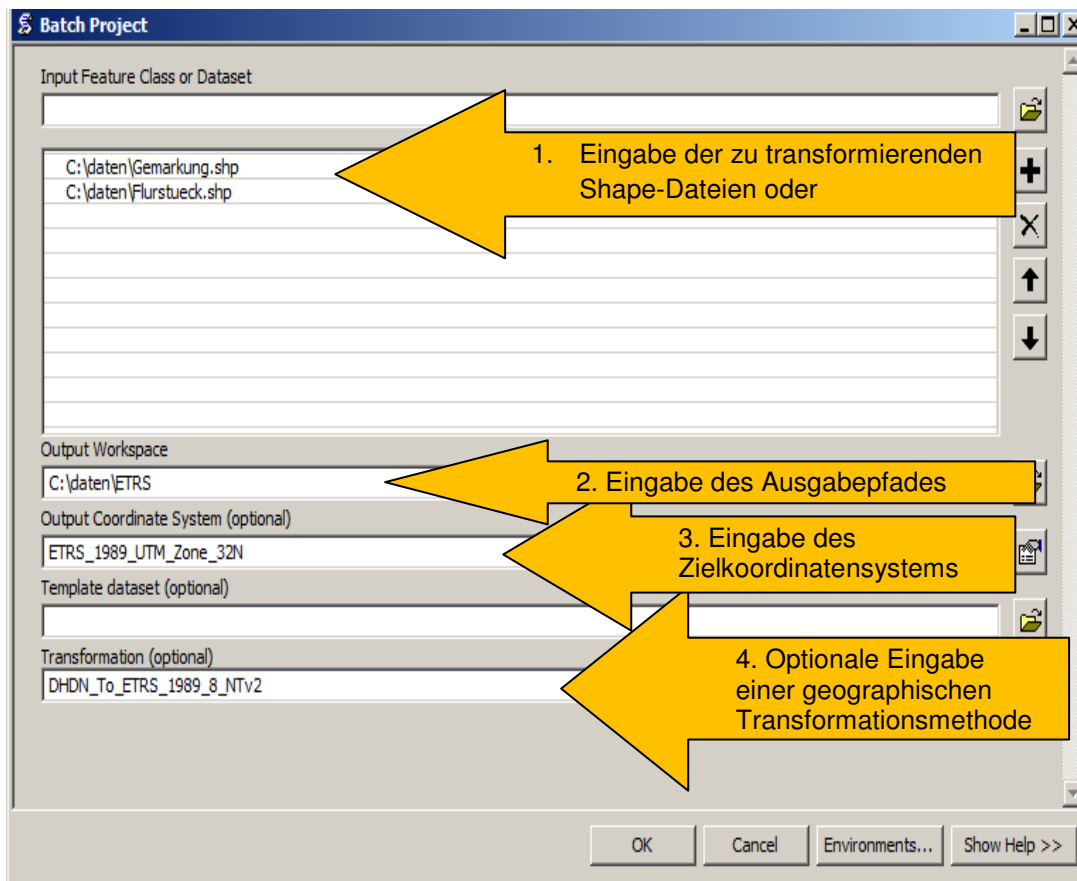 Batch Project
Input Feature Class or Dataset
C:\daten\Gemarkung.shp
C:\daten\Flurstueck.shp
1. Eingabe der zu transformierenden
Shape-Dateien oder
Output Workspace
C:\daten\ETRS
2. Eingabe des Ausgabepfades
Output Coordinate System (optional)
ETRS_1989_UTM_Zone_32N
3. Eingabe des
Zielkoordinatensystems
Template dataset (optional)
Transformation (optional)
DHDN_To_ETRS_1989_8_NTv2
4. Optionale Eingabe
einer geographischen
Transformationsmethode
OK
Cancel
Environments...
Show Help >>